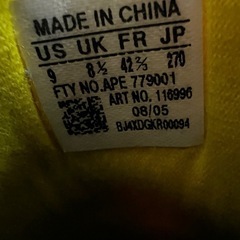 MADE IN CHINA
US UK FR JP
9 8½ 42⅔ 270
FTY NO.APE 779001
ART NO. 116996
08/05
BJ4XDGKR00094